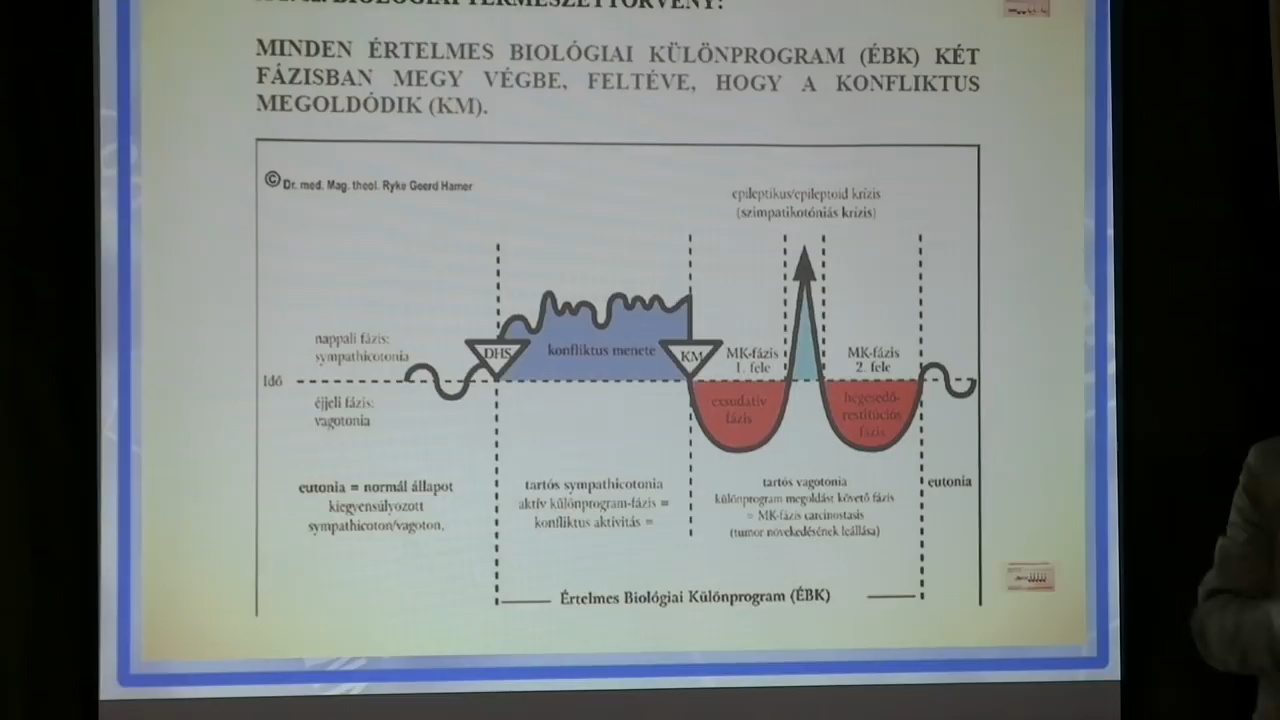 BIOLÓGIAI TERMÉSZETTÖRVÉNY:
MINDEN ÉRTELMES BIOLÓGIAI KÜLÖNPROGRAM (ÉBK) KÉT
FÁZISBAN MEGY VÉGBE, FELTÉVE, HOGY A KONFLIKTUS
MEGOLDÓDIK (KM).
© Dr. med. Mag. theol. Ryke Geerd Hamer
epileptikus/epileptoid krízis
(szimpatikotóniás krízis)
nappali fázis:
sympathicotonia
DHS
konfliktus menete
KM
MK-fázis
1. fele
MK-fázis
2. fele
Idő
éjjeli fázis:
vagotonia
exsudatív
fázis
hegesedő-
restitúciós
fázis
eutonia = normál állapot
kiegyensúlyozott
sympathicoton/vagoton.
tartós sympathicotonia
aktív különprogram-fázis =
konfliktus aktivitás =
tartós vagotonia
különprogram megoldást követő fázis
= MK-fázis carcinostasis
(tumor növekedésének leállása)
eutonia
Értelmes Biológiai Különprogram (ÉBK)